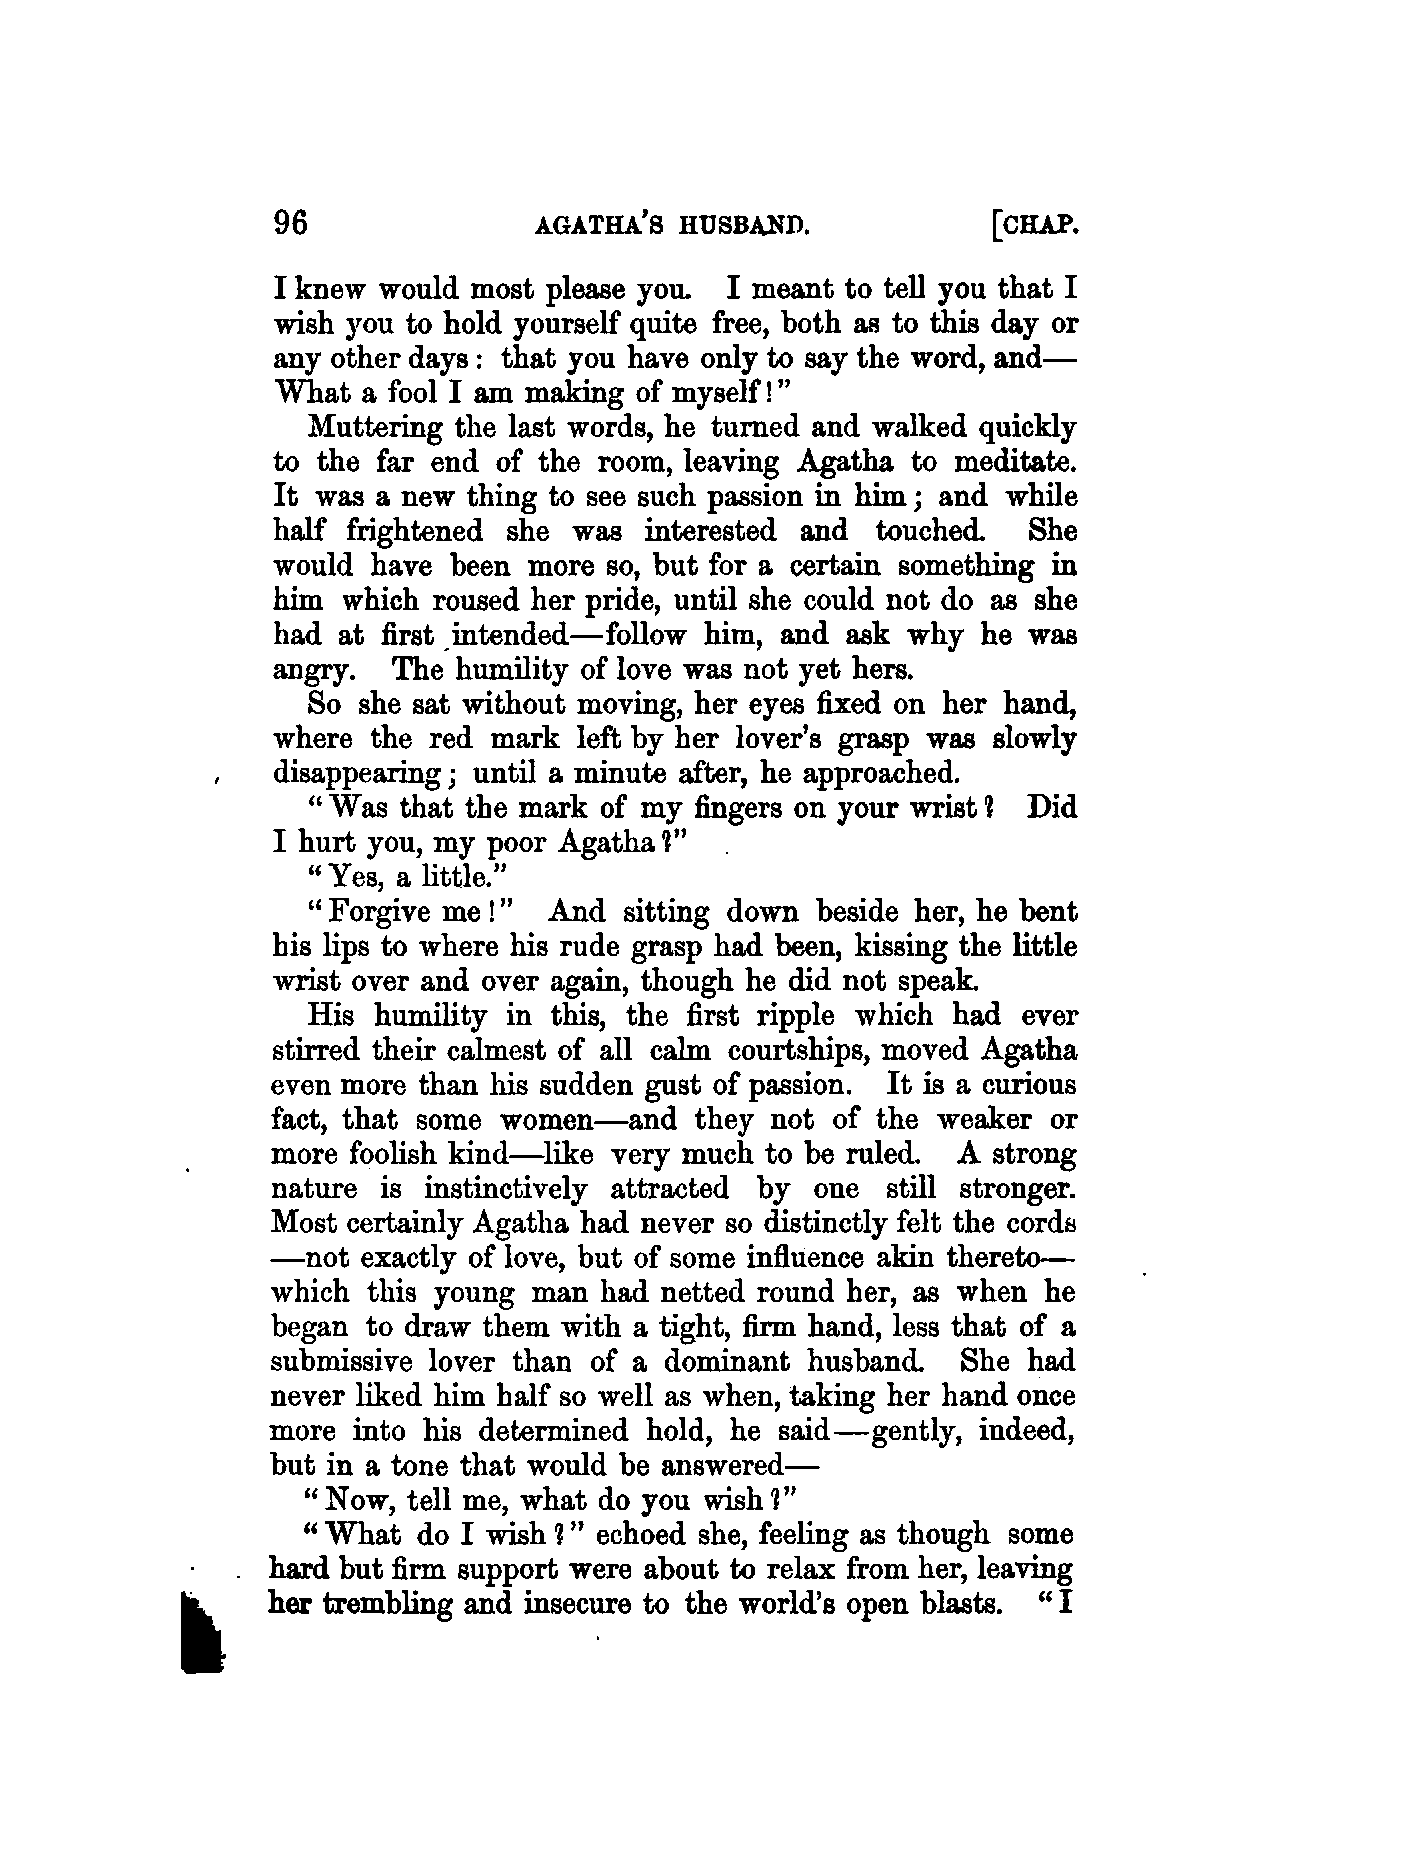 96 AGATHA'S HUSBAND. [CHAP.
I knew would most please you. I meant to tell you that I
wish you to hold yourself quite free, both as to this day or
any other days: that you have only to say the word, and—
What a fool I am making of myself!"
Muttering the last words, he turned and walked quickly
to the far end of the room, leaving Agatha to meditate.
It was a new thing to see such passion in him; and while
half frightened she was interested and touched. She
would have been more so, but for a certain something in
him which roused her pride, until she could not do as she
had at first intended—follow him, and ask why he was
angry. The humility of love was not yet hers.
So she sat without moving, her eyes fixed on her hand,
where the red mark left by her lover's grasp was slowly
disappearing; until a minute after, he approached.
"Was that the mark of my fingers on your wrist? Did
I hurt you, my poor Agatha?"
"Yes, a little."
"Forgive me!" And sitting down beside her, he bent
his lips to where his rude grasp had been, kissing the little
wrist over and over again, though he did not speak.
His humility in this, the first ripple which had ever
stirred their calmest of all calm courtships, moved Agatha
even more than his sudden gust of passion. It is a curious
fact, that some women—and they not of the weaker or
more foolish kind—like very much to be ruled. A strong
nature is instinctively attracted by one still stronger.
Most certainly Agatha had never so distinctly felt the cords
—not exactly of love, but of some influence akin thereto—
which this young man had netted round her, as when he
began to draw them with a tight, firm hand, less that of a
submissive lover than of a dominant husband. She had
never liked him half so well as when, taking her hand once
more into his determined hold, he said—gently, indeed,
but in a tone that would be answered—
"Now, tell me, what do you wish?"
"What do I wish?" echoed she, feeling as though some
hard but firm support were about to relax from her, leaving
her trembling and insecure to the world's open blasts. "I